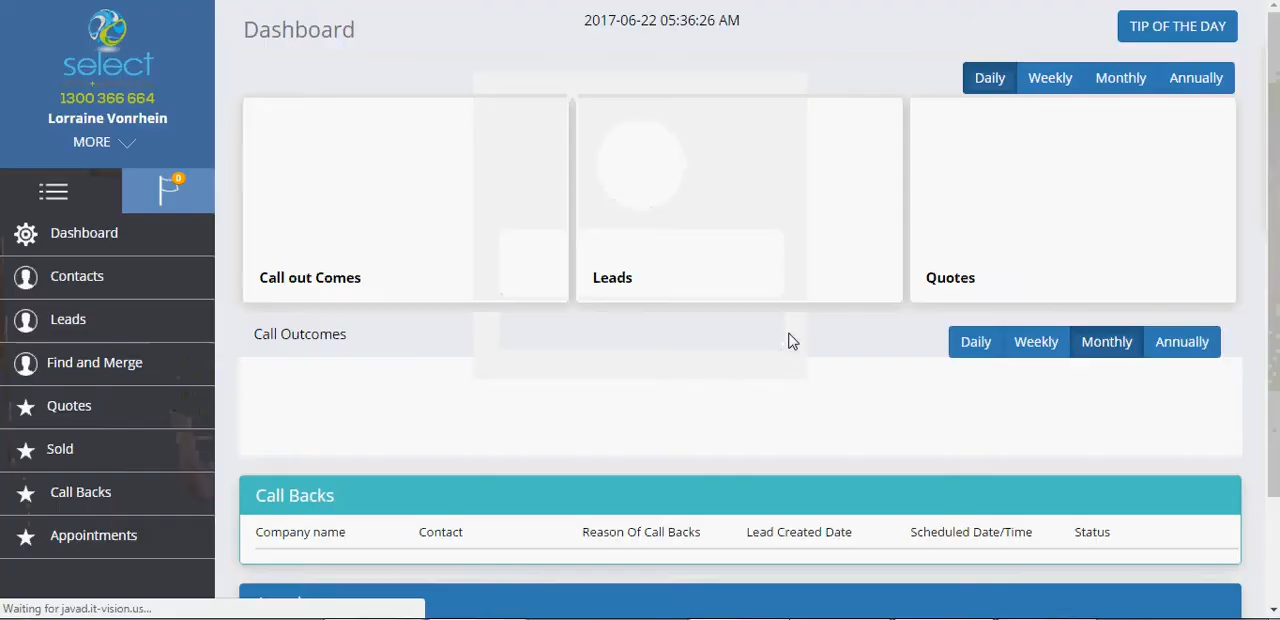 select
1300 366 664
Lorraine Vonrhein
MORE
0
Dashboard
Contacts
Leads
Find and Merge
Quotes
Sold
Call Backs
Appointments
Dashboard
2017-06-22 05:36:26 AM
TIP OF THE DAY
Daily Weekly Monthly Annually
Call out Comes
Leads
Quotes
Call Outcomes
Daily Weekly Monthly Annually
Call Backs
Company name Contact Reason Of Call Backs Lead Created Date Scheduled Date/Time Status
Waiting for javad.it-vision.us...